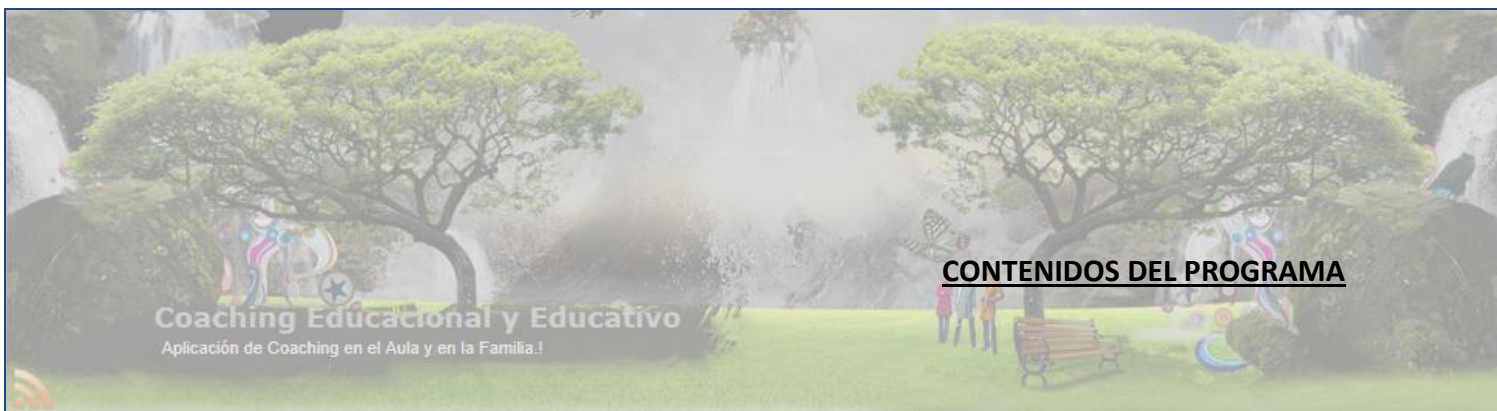 CONTENIDOS DEL PROGRAMA
Coaching Educacional y Educativo
Aplicación de Coaching en el Aula y en la Familia.!